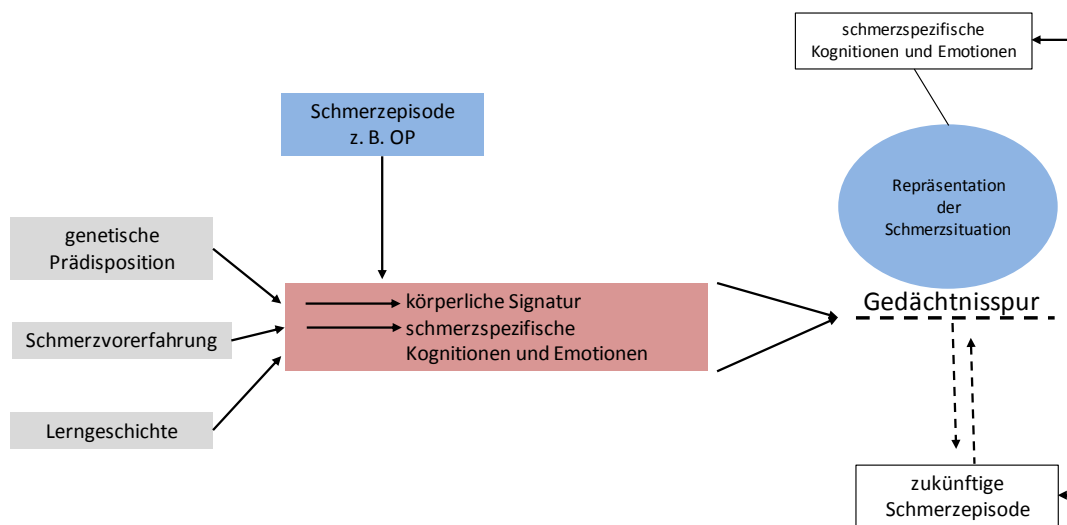 schmerzspezifische
Kognitionen und Emotionen
Schmerzepisode
z. B. OP
Repräsentation
der
Schmerzsituation
genetische
Prädisposition
Schmerzvorerfahrung
Lerngeschichte
körperliche Signatur
schmerzspezifische
Kognitionen und Emotionen
Gedächtnisspur
zukünftige
Schmerzepisode